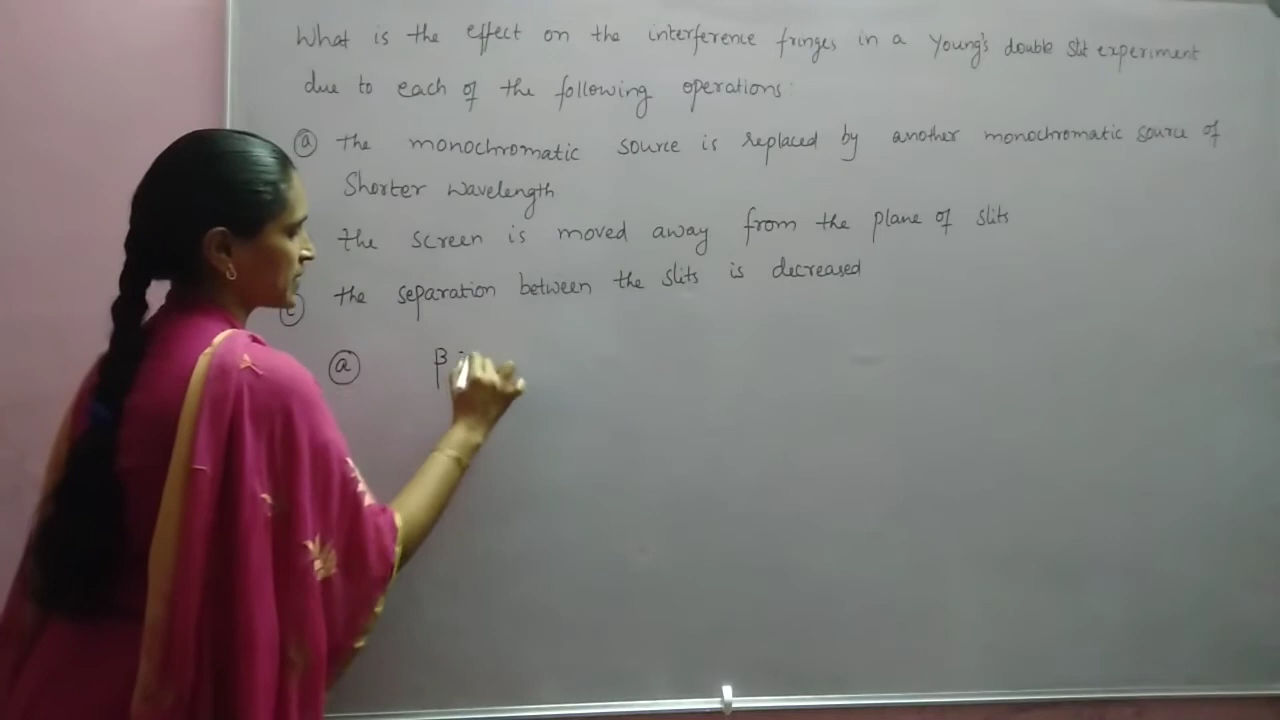 What is the effect on the interference fringes in a Young's double slit experiment
due to each of the following operations:
ⓐ the monochromatic source is replaced by another monochromatic source of
Shorter wavelength
the screen is moved away from the plane of slits
ⓒ the separation between the slits is decreased
ⓐ β